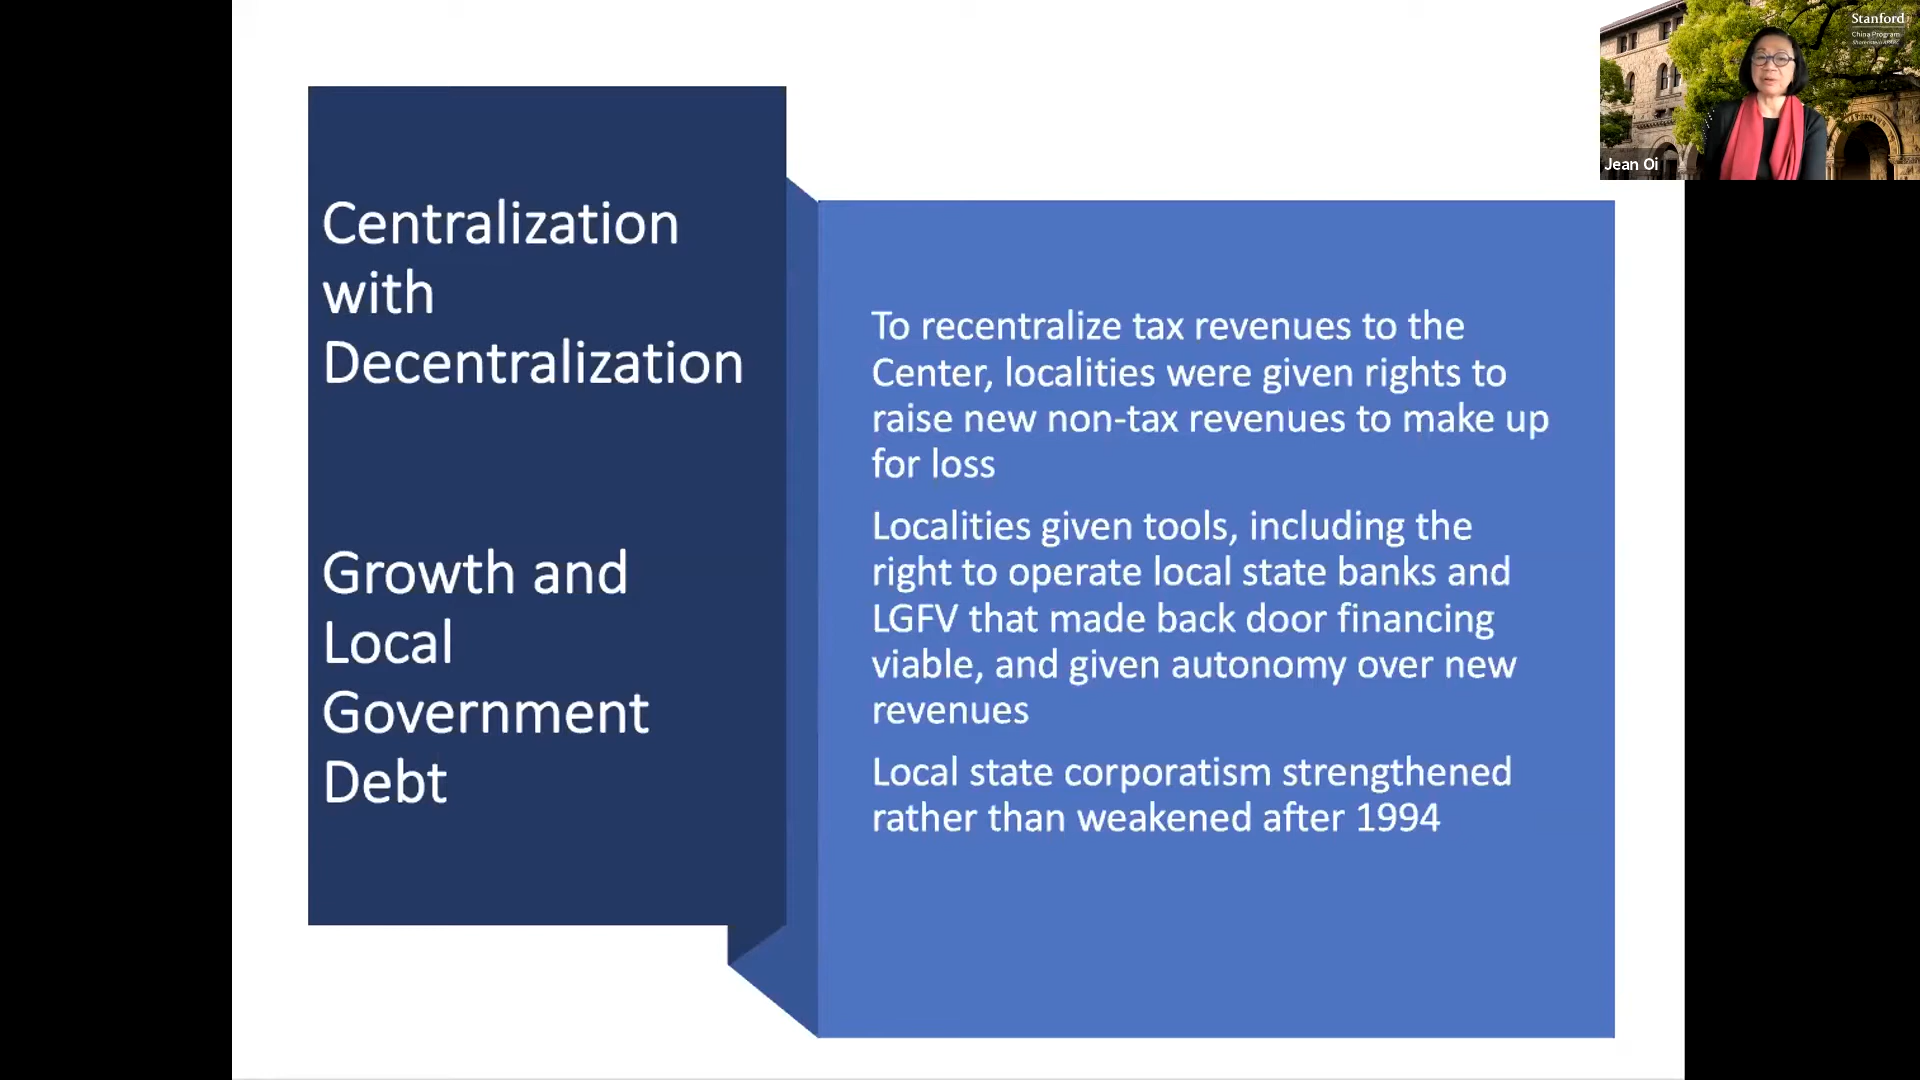 Centralization
with
Decentralization
Growth and
Local
Government
Debt
To recentralize tax revenues to the
Center, localities were given rights to
raise new non-tax revenues to make up
for loss
Localities given tools, including the
right to operate local state banks and
LGFV that made back door financing
viable, and given autonomy over new
revenues
Local state corporatism strengthened
rather than weakened after 1994
Stanford
China Program
Shorenstein APARC
Jean Oi